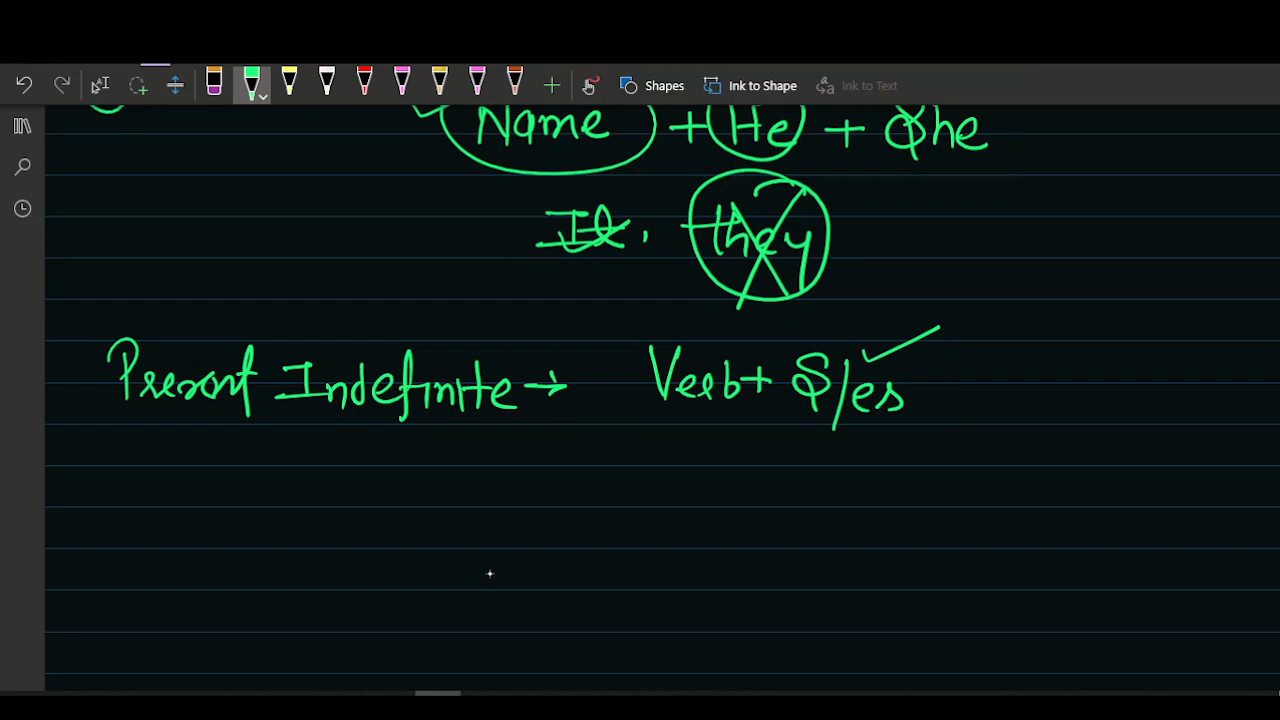 Shapes Ink to Shape Ink to Text
Name + He + She
It, they
Present Indefinite → Verb + S/es